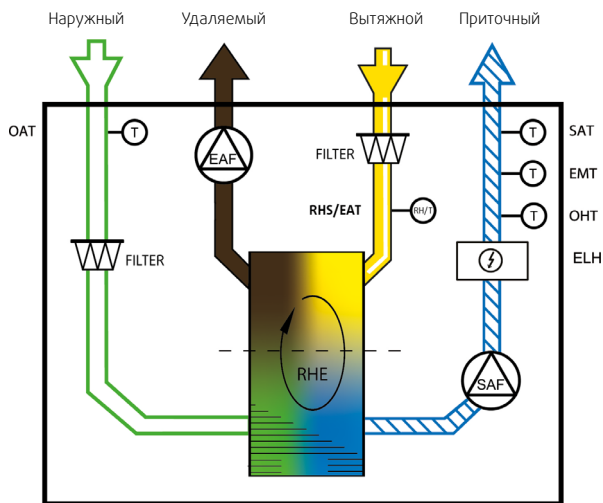 Наружный Удаляемый Вытяжной Приточный
OAT T T SAT
EAF
FILTER
T EMT
RHS/EAT RH/T T OHT
FILTER ELH
RHE
SAF